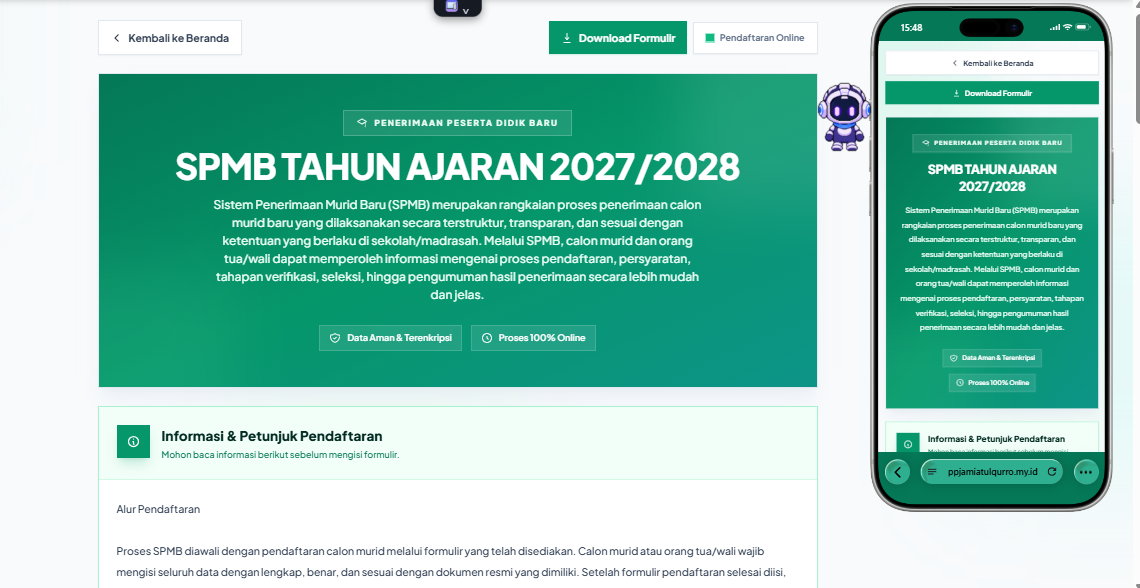 Kembali ke Beranda
Download Formulir
Pendaftaran Online
PENERIMAAN PESERTA DIDIK BARU
SPMB TAHUN AJARAN 2027/2028
Sistem Penerimaan Murid Baru (SPMB) merupakan rangkaian proses penerimaan calon
murid baru yang dilaksanakan secara terstruktur, transparan, dan sesuai dengan
ketentuan yang berlaku di sekolah/madrasah. Melalui SPMB, calon murid dan orang
tua/wali dapat memperoleh informasi mengenai proses pendaftaran, persyaratan,
tahapan verifikasi, seleksi, hingga pengumuman hasil penerimaan secara lebih mudah
dan jelas.
Data Aman & Terenkripsi
Proses 100% Online
Informasi & Petunjuk Pendaftaran
Mohon baca informasi berikut sebelum mengisi formulir.
Alur Pendaftaran
Proses SPMB diawali dengan pendaftaran calon murid melalui formulir yang telah disediakan. Calon murid atau orang tua/wali wajib
mengisi seluruh data dengan lengkap, benar, dan sesuai dengan dokumen resmi yang dimiliki. Setelah formulir pendaftaran selesai diisi,
15:48
Kembali ke Beranda
Download Formulir
PENERIMAAN PESERTA DIDIK BARU
SPMB TAHUN AJARAN
2027/2028
Sistem Penerimaan Murid Baru (SPMB) merupakan
rangkaian proses penerimaan calon murid baru yang
dilaksanakan secara terstruktur, transparan, dan
sesuai dengan ketentuan yang berlaku di
sekolah/madrasah. Melalui SPMB, calon murid dan
orang tua/wali dapat memperoleh informasi
mengenai proses pendaftaran, persyaratan, tahapan
verifikasi, seleksi, hingga pengumuman hasil
penerimaan secara lebih mudah dan jelas.
Data Aman & Terenkripsi
Proses 100% Online
Informasi & Petunjuk Pendaftaran
Mohon baca informasi berikut sebelum mengisi
ppjamiatulqurro.my.id